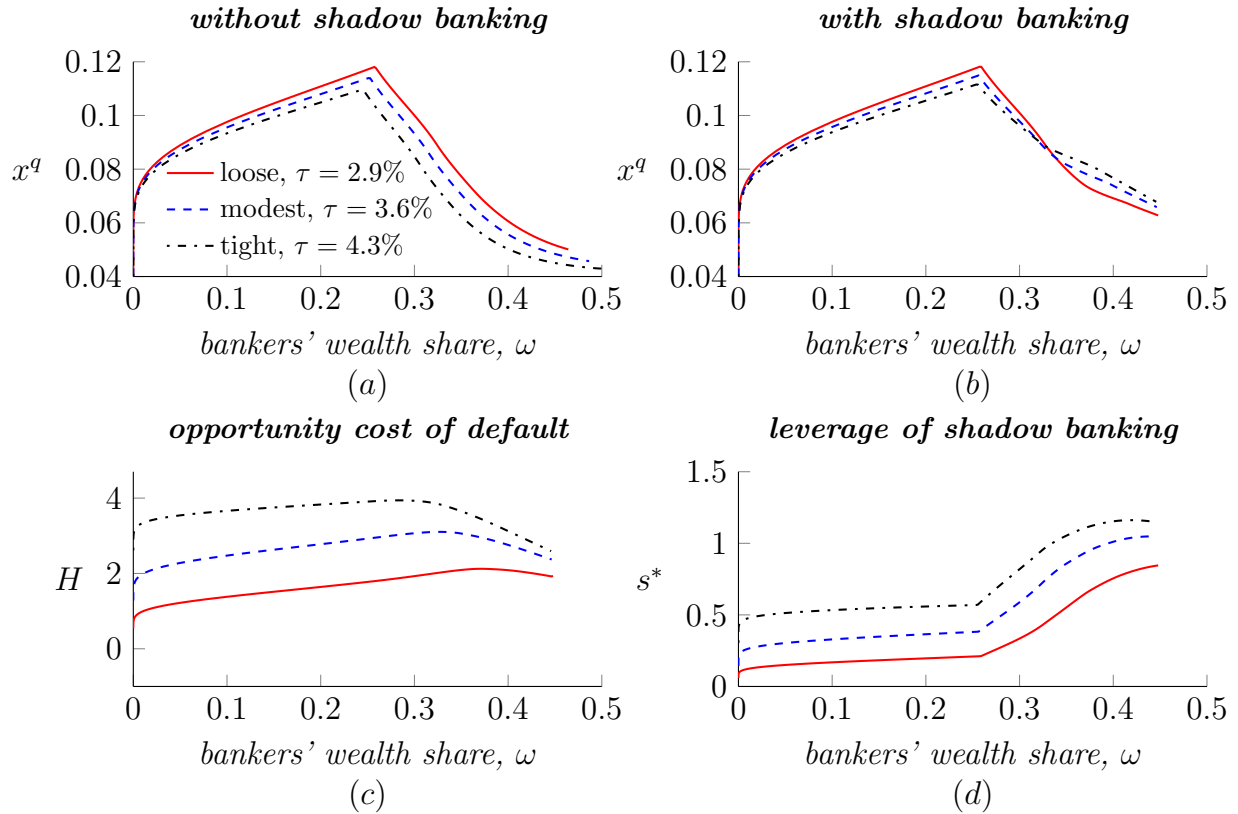 without shadow banking
0.12
0.1
0.08
0.06
0.04
x^q
loose, τ = 2.9%
modest, τ = 3.6%
tight, τ = 4.3%
0 0.1 0.2 0.3 0.4 0.5
bankers' wealth share, ω
(a)
with shadow banking
0.12
0.1
0.08
0.06
0.04
x^q
0 0.1 0.2 0.3 0.4 0.5
bankers' wealth share, ω
(b)
opportunity cost of default
4
2
0
H
0 0.1 0.2 0.3 0.4 0.5
bankers' wealth share, ω
(c)
leverage of shadow banking
1.5
1
0.5
0
s*
0 0.1 0.2 0.3 0.4 0.5
bankers' wealth share, ω
(d)